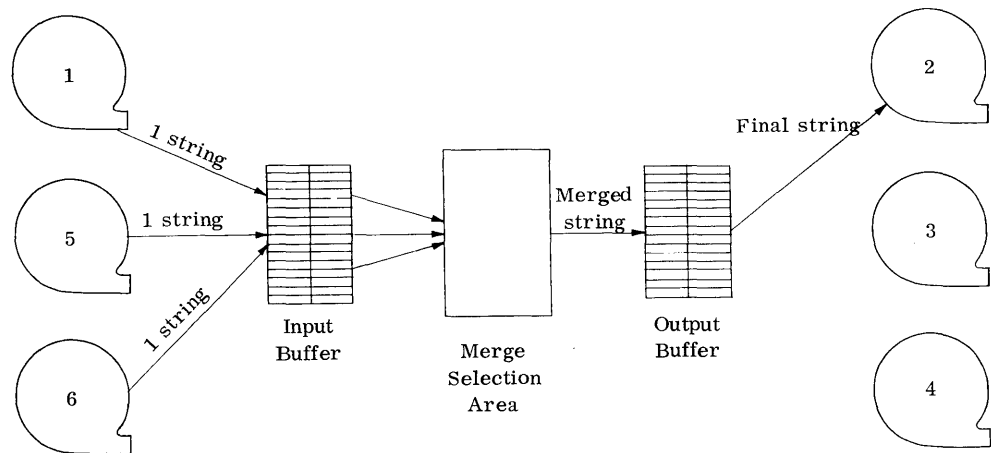 1
1 string
5
1 string
6
1 string
Input
Buffer
Merge
Selection
Area
Merged
string
Output
Buffer
Final string
2
3
4